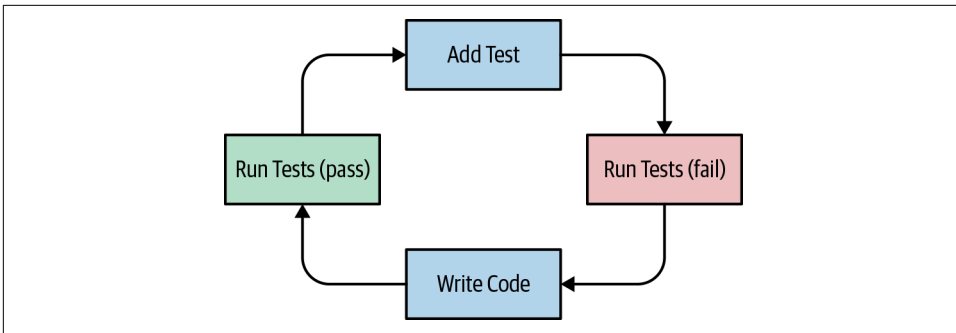 Add Test
Run Tests (pass)
Run Tests (fail)
Write Code